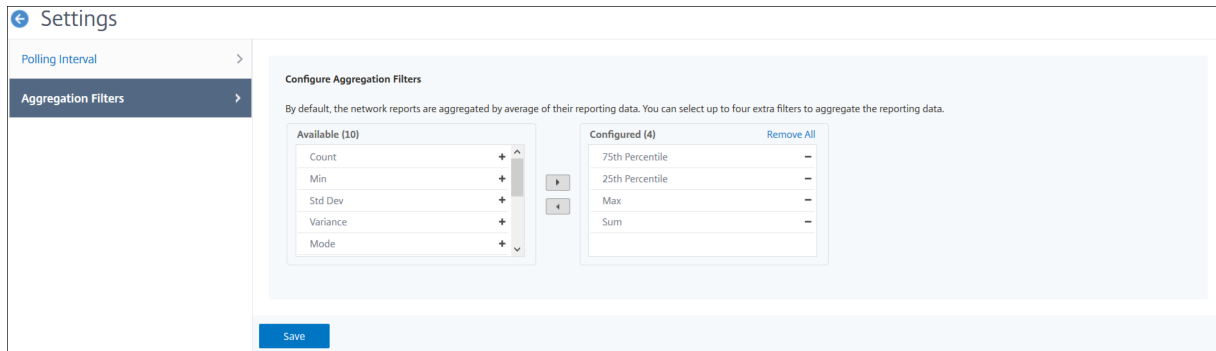 Settings
Polling Interval
Aggregation Filters
Configure Aggregation Filters
By default, the network reports are aggregated by average of their reporting data. You can select up to four extra filters to aggregate the reporting data.
Available (10)
Count
Min
Std Dev
Variance
Mode
Configured (4) Remove All
75th Percentile
25th Percentile
Max
Sum
Save